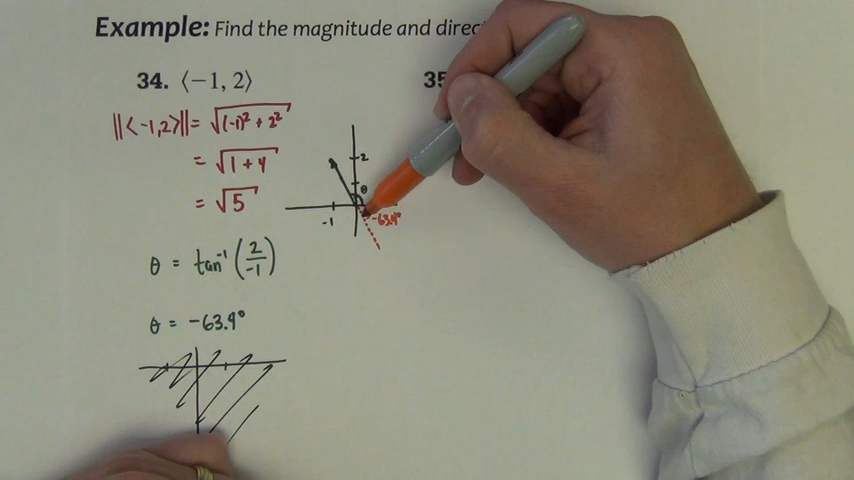 Example: Find the magnitude and direc
34. ⟨−1, 2⟩
35
||<-1,2>|| = √(-1)² + 2²
= √1 + 4
= √5
2
θ
-1
-63.4°
θ = tan⁻¹(2/-1)
θ = -63.4°